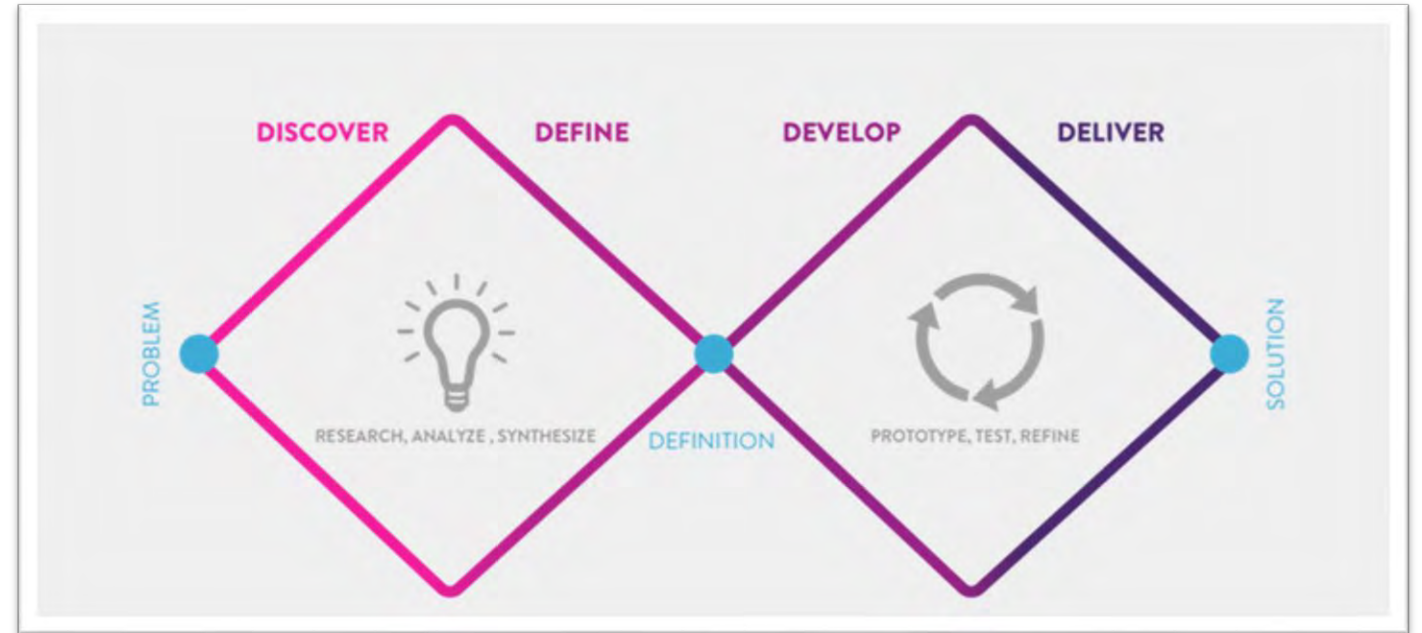 DISCOVER
DEFINE
DEVELOP
DELIVER
PROBLEM
SOLUTION
RESEARCH, ANALYZE , SYNTHESIZE
DEFINITION
PROTOTYPE, TEST, REFINE